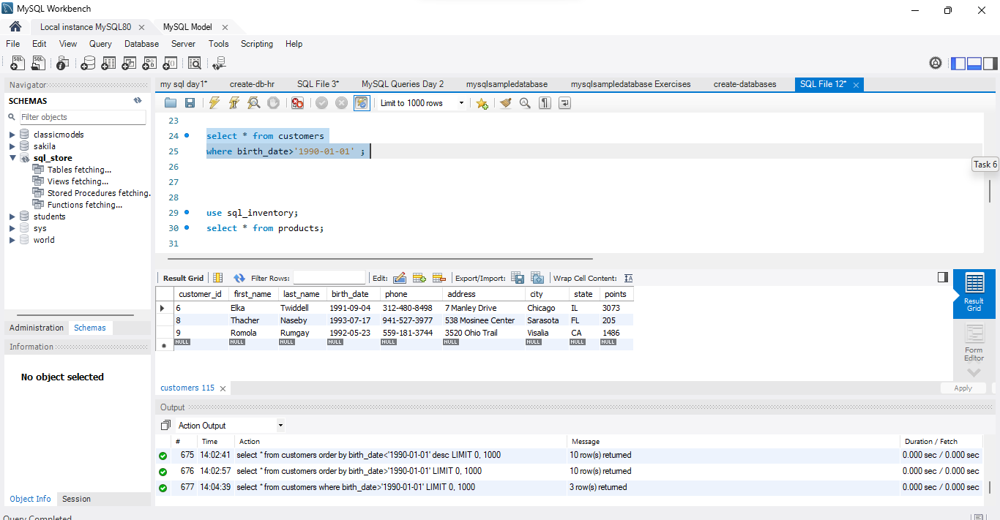 MySQL Workbench
Local instance MySQL80 MySQL Model
File Edit View Query Database Server Tools Scripting Help
Navigator
SCHEMAS
Filter objects
classicmodels
sakila
sql_store
Tables fetching...
Views fetching...
Stored Procedures fetching.
Functions fetching...
students
sys
world
Administration Schemas
Information
No object selected
Object Info Session
my sql day1* create-db-hr SQL File 3* MySQL Queries Day 2 mysqlsampledatabase mysqlsampledatabase Exercises create-databases SQL File 12*
Limit to 1000 rows
23
24 select * from customers
25 where birth_date>'1990-01-01' ;
26
27
28
29 use sql_inventory;
30 select * from products;
31
Task 6
Result Grid Filter Rows: Edit: Export/Import: Wrap Cell Content:
customer_id first_name last_name birth_date phone address city state points
6 Elka Twiddell 1991-09-04 312-480-8498 7 Manley Drive Chicago IL 3073
8 Thacher Naseby 1993-07-17 941-527-3977 538 Mosinee Center Sarasota FL 205
9 Romola Rumgay 1992-05-23 559-181-3744 3520 Ohio Trail Visalia CA 1486
NULL NULL NULL NULL NULL NULL NULL NULL NULL
Result
Grid
Form
Editor
customers 115
Apply
Output
Action Output
# Time Action Message Duration / Fetch
675 14:02:41 select * from customers order by birth_date<'1990-01-01' desc LIMIT 0, 1000 10 row(s) returned 0.000 sec / 0.000 sec
676 14:02:57 select * from customers order by birth_date>'1990-01-01' LIMIT 0, 1000 10 row(s) returned 0.000 sec / 0.000 sec
677 14:04:39 select * from customers where birth_date>'1990-01-01' LIMIT 0, 1000 3 row(s) returned 0.000 sec / 0.000 sec
Query Completed